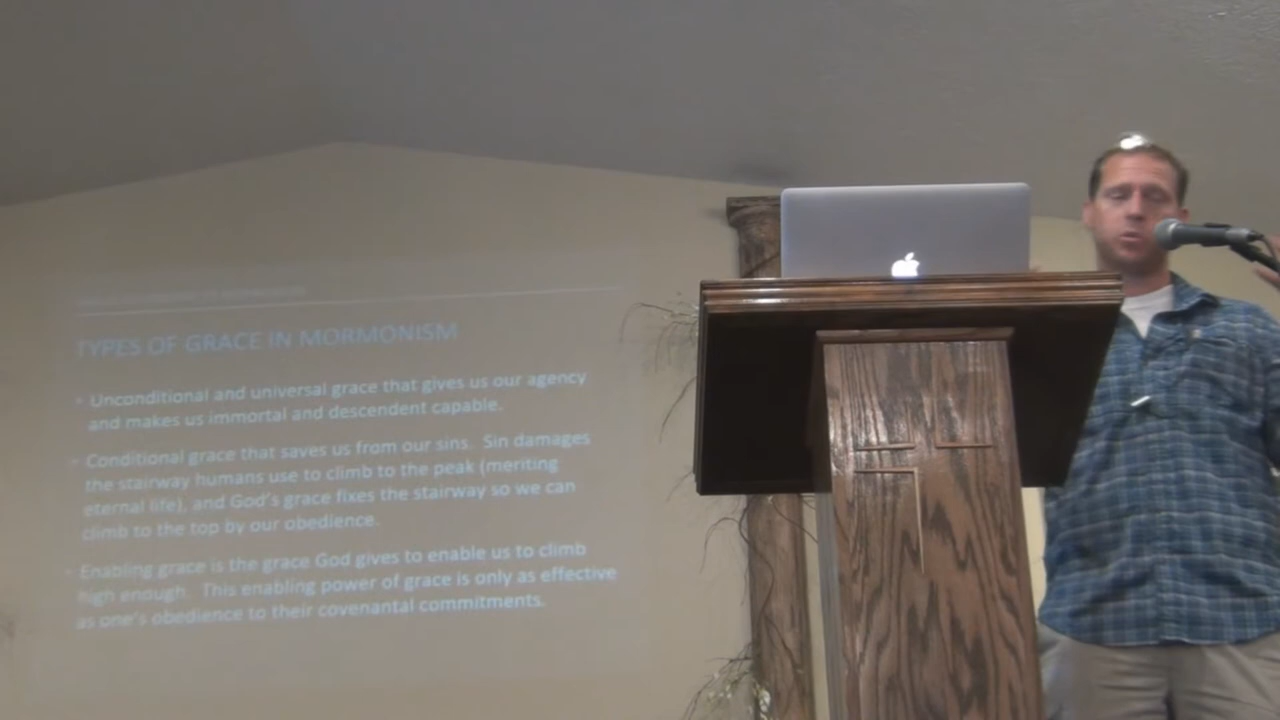 TYPES OF GRACE IN MORMONISM
• Unconditional and universal grace that gives us our agency
and makes us immortal and descendent capable.
• Conditional grace that saves us from our sins. Sin damages
the stairway humans use to climb to the peak (meriting
eternal life), and God's grace fixes the stairway so we can
climb to the top by our obedience.
• Enabling grace is the grace God gives to enable us to climb
high enough. This enabling power of grace is only as effective
as one's obedience to their covenantal commitments.